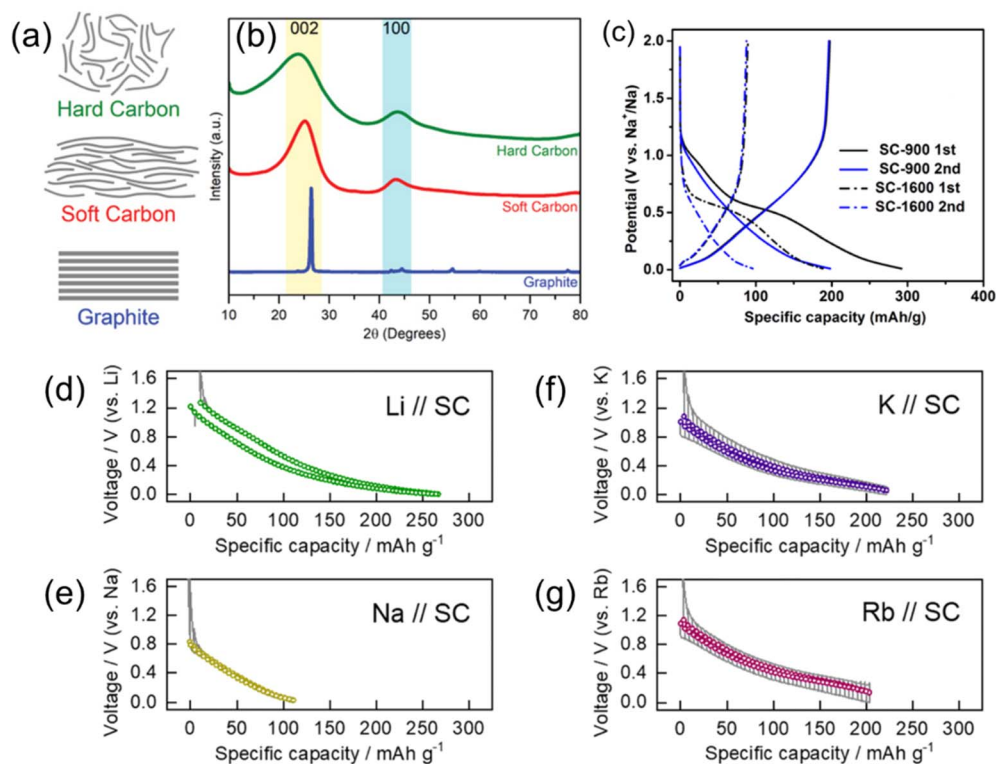 (a)
Hard Carbon
Soft Carbon
Graphite
(b)
002
100
Intensity (a.u.)
Hard Carbon
Soft Carbon
Graphite
10 20 30 40 50 60 70 80
2θ (Degrees)
(c)
Potential (V vs. Na⁺/Na)
2.0
1.5
1.0
0.5
0.0
SC-900 1st
SC-900 2nd
SC-1600 1st
SC-1600 2nd
0 100 200 300 400
Specific capacity (mAh/g)
(d)
Voltage / V (vs. Li)
1.6
1.2
0.8
0.4
0.0
Li // SC
0 50 100 150 200 250 300
Specific capacity / mAh g⁻¹
(f)
Voltage / V (vs. K)
1.6
1.2
0.8
0.4
0.0
K // SC
0 50 100 150 200 250 300
Specific capacity / mAh g⁻¹
(e)
Voltage / V (vs. Na)
1.6
1.2
0.8
0.4
0.0
Na // SC
0 50 100 150 200 250 300
Specific capacity / mAh g⁻¹
(g)
Voltage / V (vs. Rb)
1.6
1.2
0.8
0.4
0.0
Rb // SC
0 50 100 150 200 250 300
Specific capacity / mAh g⁻¹